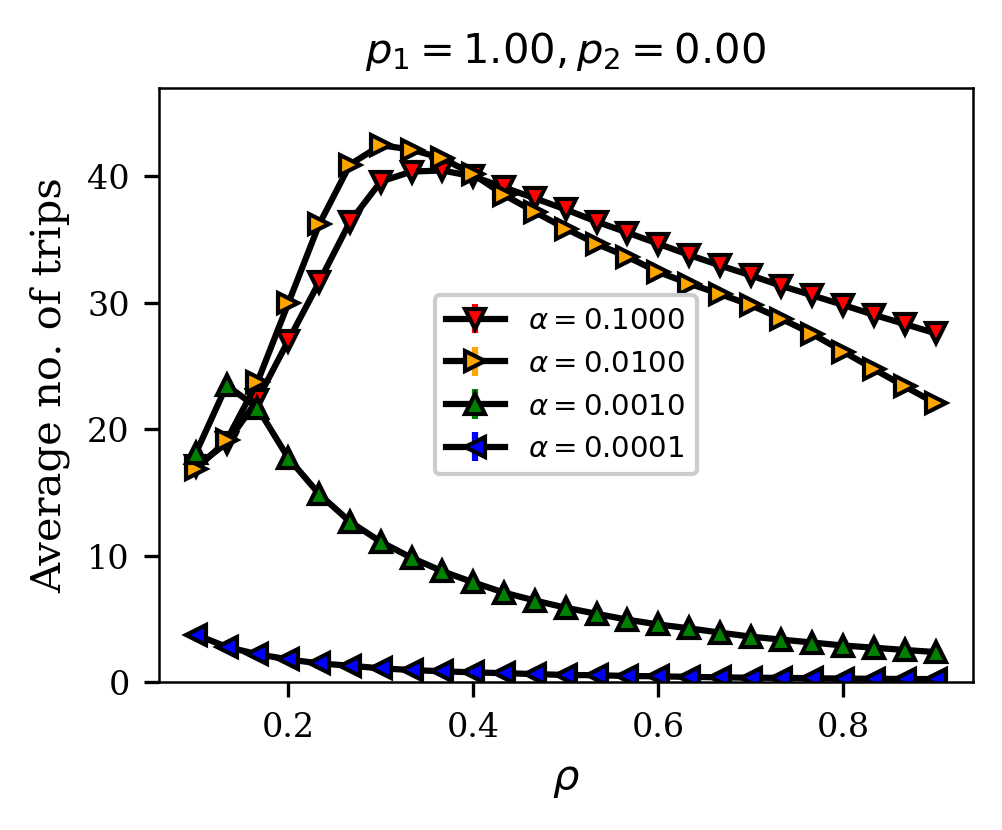 p₁ = 1.00, p₂ = 0.00
Average no. of trips
40
30
20
10
0
α = 0.1000
α = 0.0100
α = 0.0010
α = 0.0001
0.2 0.4 0.6 0.8
ρ